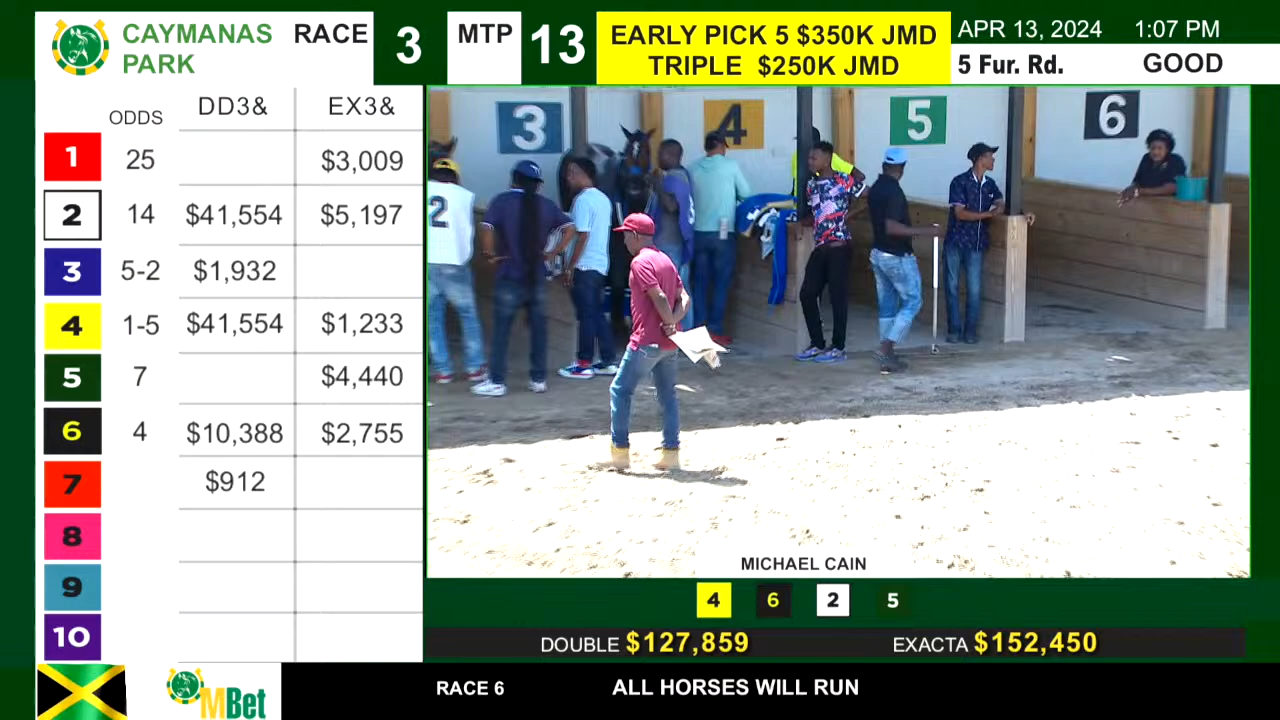 CAYMANAS PARK
RACE 3
MTP 13
EARLY PICK 5 $350K JMD
TRIPLE $250K JMD
APR 13, 2024 1:07 PM
5 Fur. Rd. GOOD
ODDS DD3& EX3&
1 25 $3,009
2 14 $41,554 $5,197
3 5-2 $1,932
4 1-5 $41,554 $1,233
5 7 $4,440
6 4 $10,388 $2,755
7 $912
8
9
10
3 4 5 6
2
MICHAEL CAIN
4 6 2 5
DOUBLE $127,859 EXACTA $152,450
MBet
RACE 6 ALL HORSES WILL RUN